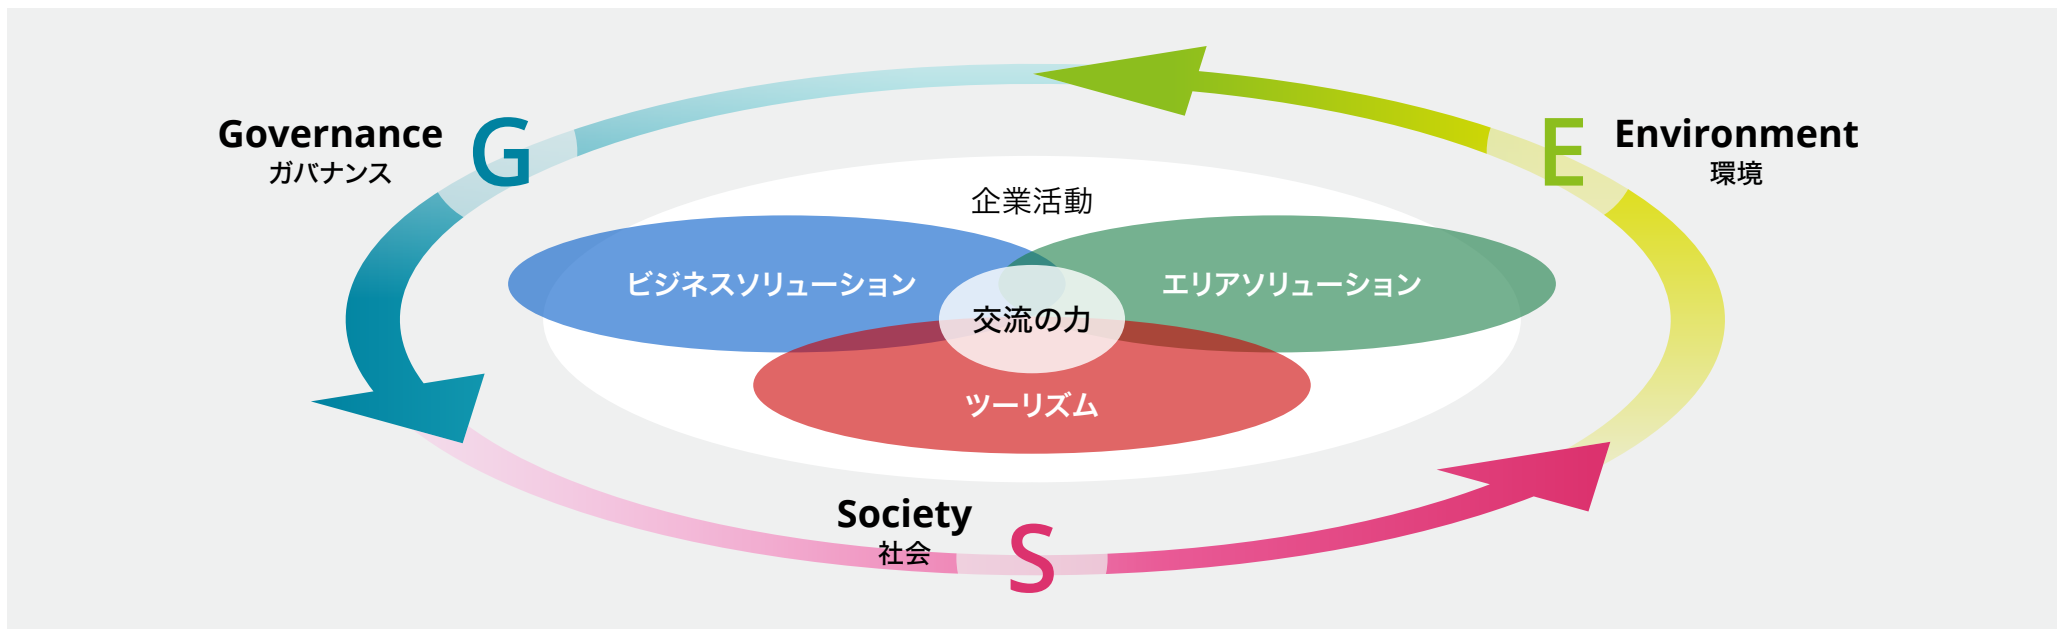 Governance
ガバナンス
G
E
Environment
環境
企業活動
ビジネスソリューション
エリアソリューション
交流の力
ツーリズム
Society
社会
S